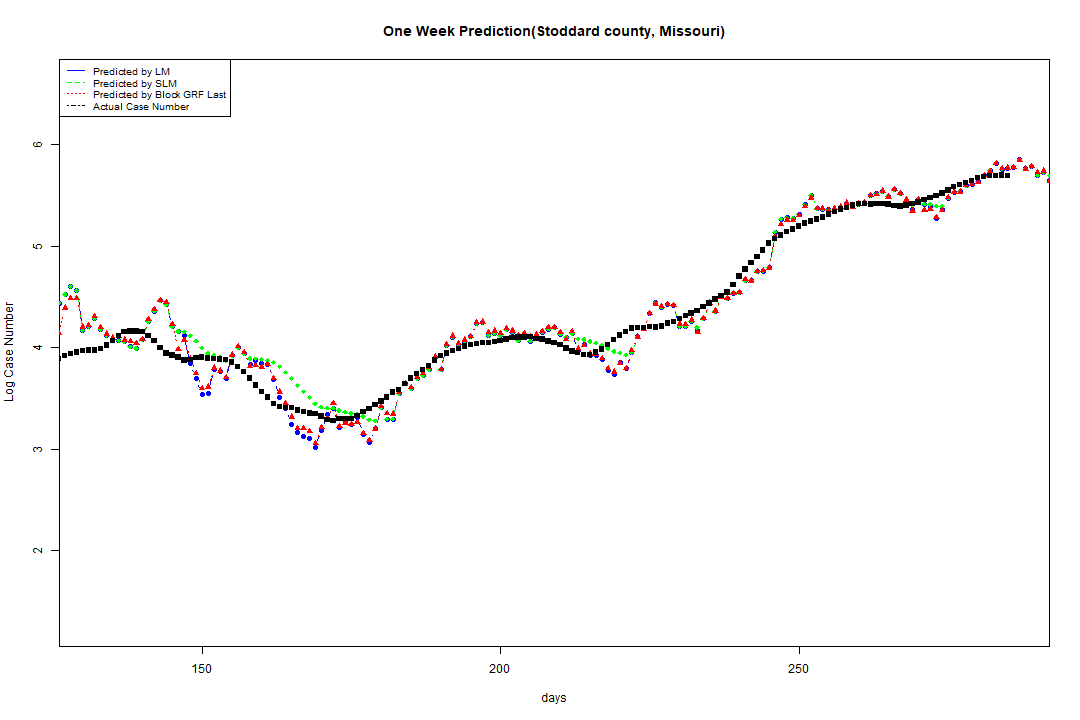 One Week Prediction(Stoddard county, Missouri)
Predicted by LM
Predicted by SLM
Predicted by Block GRF Last
Actual Case Number
6
5
4
3
2
Log Case Number
150
200
250
days